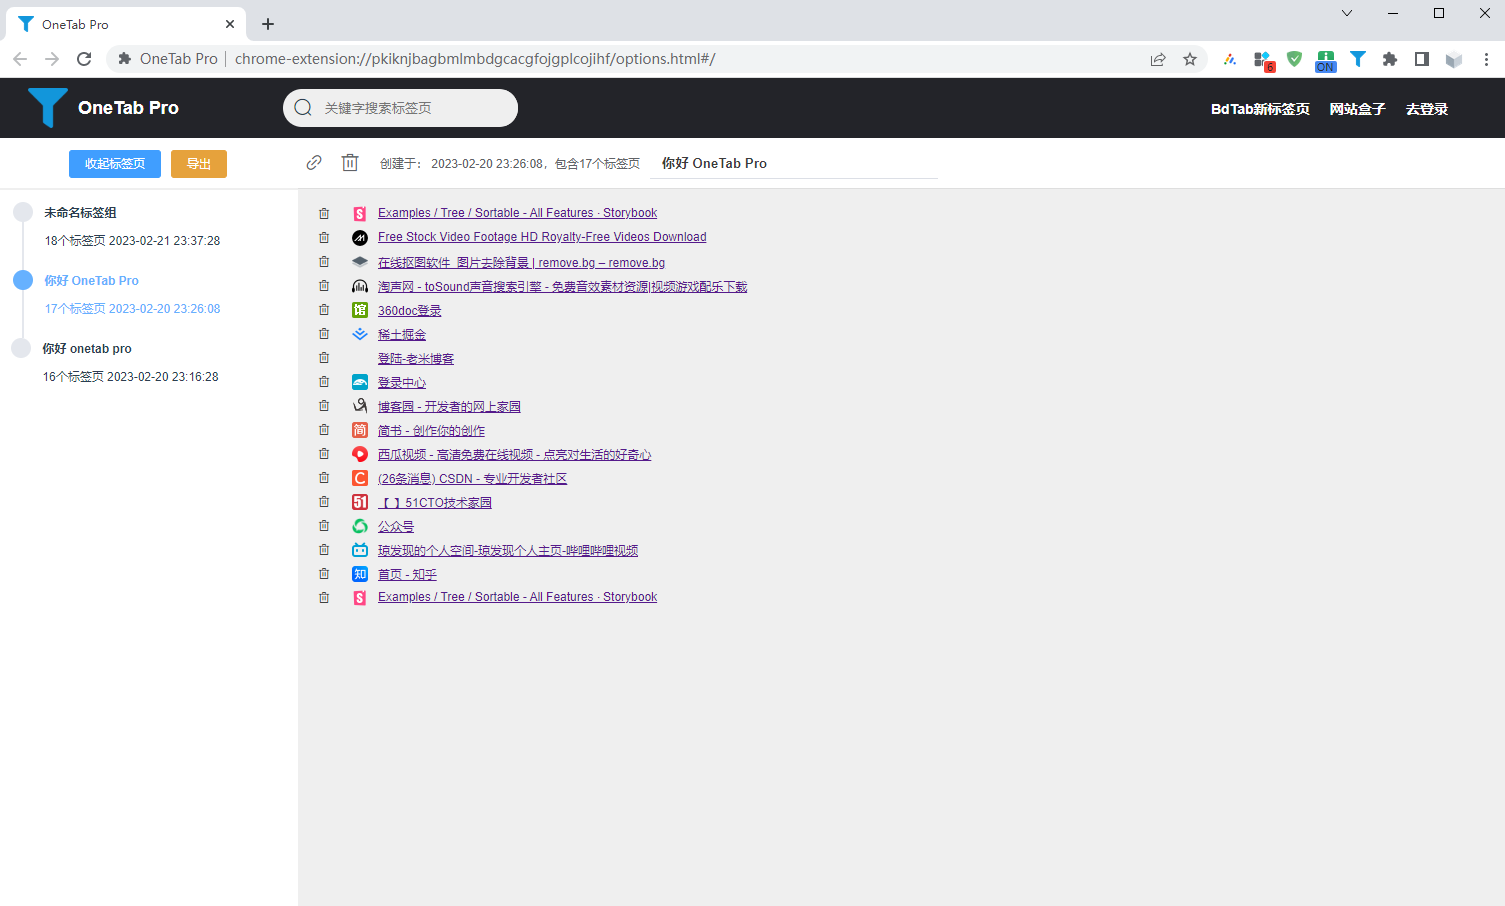 OneTab Pro
OneTab Pro | chrome-extension://pkiknjbagbmlmbdgcacgfojgplcojihf/options.html#/
6
ON
OneTab Pro
关键字搜索标签页
BdTab新标签页 网站盒子 去登录
收起标签页 导出
创建于： 2023-02-20 23:26:08，包含17个标签页 你好 OneTab Pro
未命名标签组
18个标签页 2023-02-21 23:37:28
你好 OneTab Pro
17个标签页 2023-02-20 23:26:08
你好 onetab pro
16个标签页 2023-02-20 23:16:28
Examples / Tree / Sortable - All Features · Storybook
Free Stock Video Footage HD Royalty-Free Videos Download
在线抠图软件_图片去除背景 | remove.bg – remove.bg
淘声网 - toSound声音搜索引擎 - 免费音效素材资源|视频游戏配乐下载
馆 360doc登录
稀土掘金
登陆-老米博客
登录中心
博客园 - 开发者的网上家园
简 简书 - 创作你的创作
西瓜视频 - 高清免费在线视频 - 点亮对生活的好奇心
C (26条消息) CSDN - 专业开发者社区
51 【 】51CTO技术家园
公众号
琼发现的个人空间-琼发现个人主页-哔哩哔哩视频
知 首页 - 知乎
Examples / Tree / Sortable - All Features · Storybook